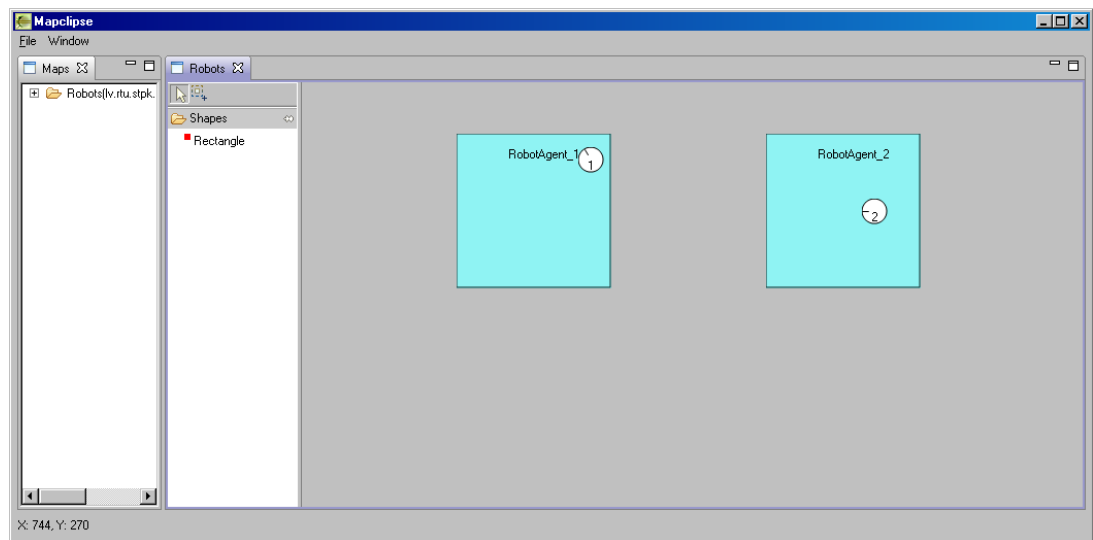 Mapclipse
File Window
Maps
Robots
Robots(lv.rtu.stpk.
Shapes
Rectangle
RobotAgent_1
1
RobotAgent_2
2
X: 744, Y: 270